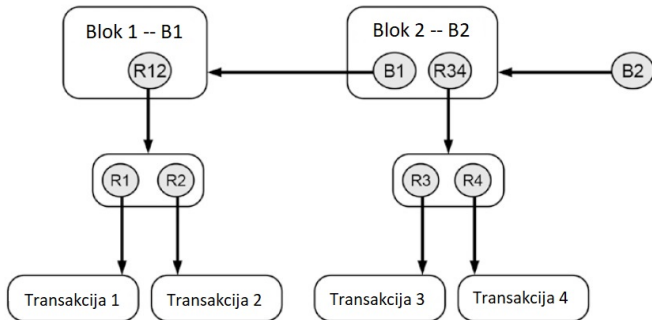 Blok 1 -- B1
R12
Blok 2 -- B2
B1
R34
B2
R1
R2
R3
R4
Transakcija 1
Transakcija 2
Transakcija 3
Transakcija 4